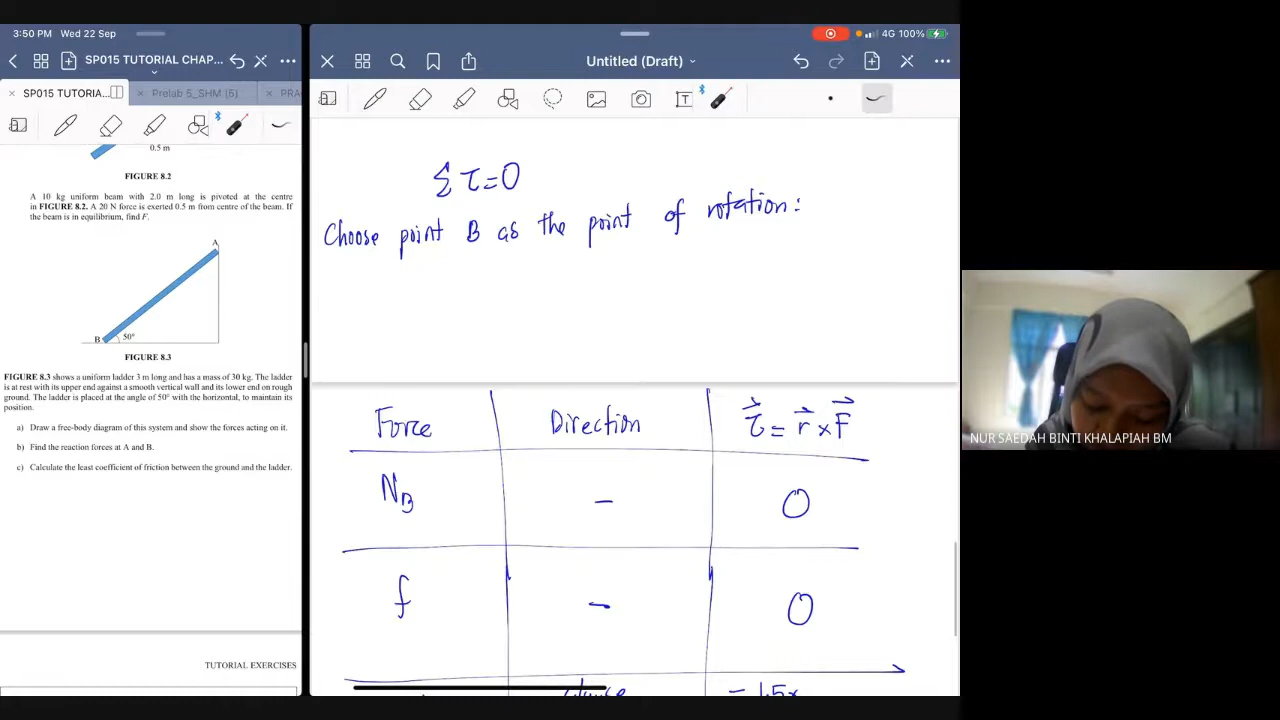 3:50 PM Wed 22 Sep
4G 100%
SP015 TUTORIAL CHAP...
Untitled (Draft)
SP015 TUTORIA...
Prelab 5_SHM (5)
PRA
T
0.5 m
FIGURE 8.2
A 10 kg uniform beam with 2.0 m long is pivoted at the centre
in FIGURE 8.2. A 20 N force is exerted 0.5 m from centre of the beam. If
the beam is in equilibrium, find F.
A
B
50°
FIGURE 8.3
FIGURE 8.3 shows a uniform ladder 3 m long and has a mass of 30 kg. The ladder
is at rest with its upper end against a smooth vertical wall and its lower end on rough
ground. The ladder is placed at the angle of 50° with the horizontal, to maintain its
position.
a) Draw a free-body diagram of this system and show the forces acting on it.
b) Find the reaction forces at A and B.
c) Calculate the least coefficient of friction between the ground and the ladder.
TUTORIAL EXERCISES
Στ=0
Choose point B as the point of rotation:
Force Direction τ⃗ = r⃗ × F⃗
N_B – 0
f – 0
NUR SAEDAH BINTI KHALAPIAH BM